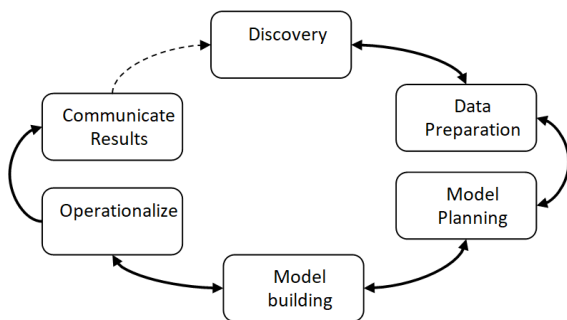 Discovery
Data
Preparation
Model
Planning
Model
building
Operationalize
Communicate
Results